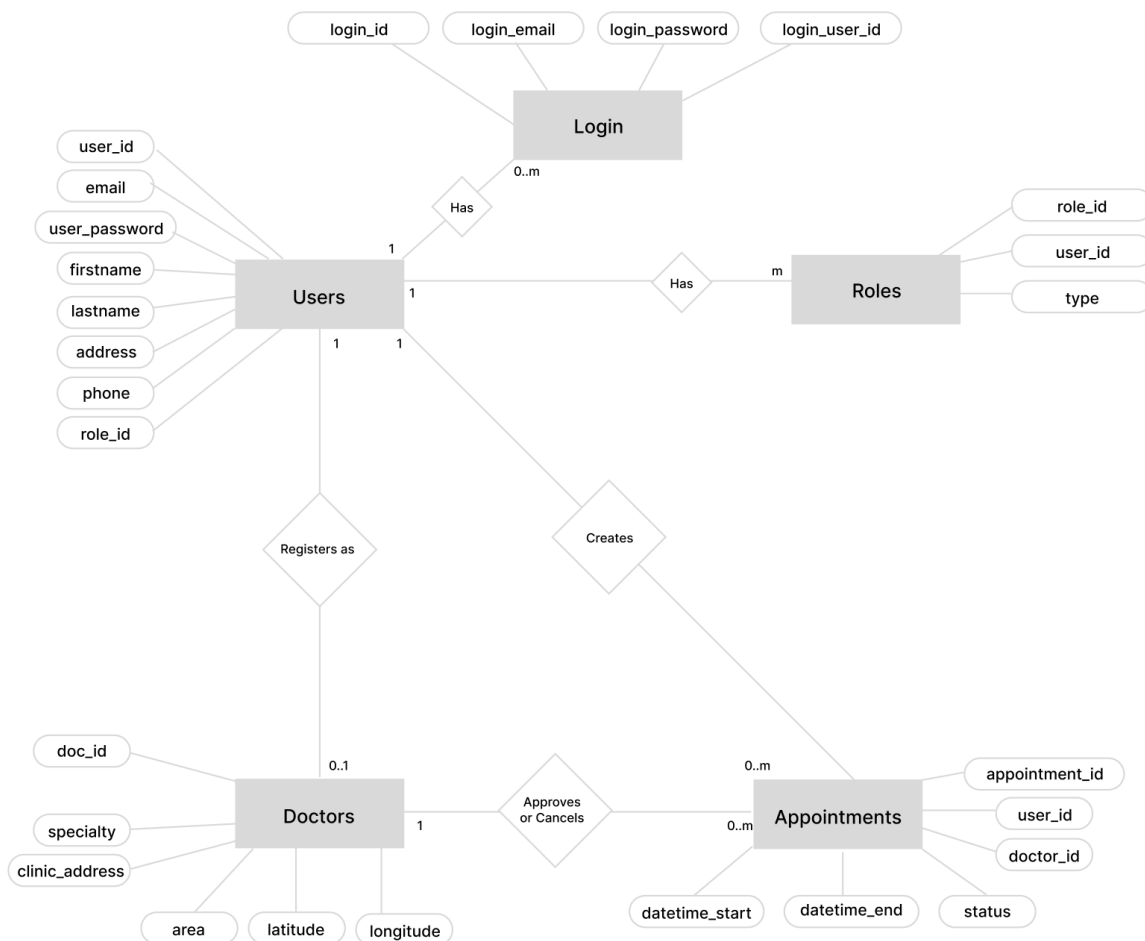 login_id
login_email
login_password
login_user_id
Login
0..m
Has
1
user_id
email
user_password
firstname
lastname
address
phone
role_id
Users
1
1
1
Has
m
Roles
role_id
user_id
type
Registers as
Creates
0..1
0..m
doc_id
specialty
clinic_address
area
latitude
longitude
Doctors
1
Approves
or Cancels
0..m
Appointments
appointment_id
user_id
doctor_id
datetime_start
datetime_end
status